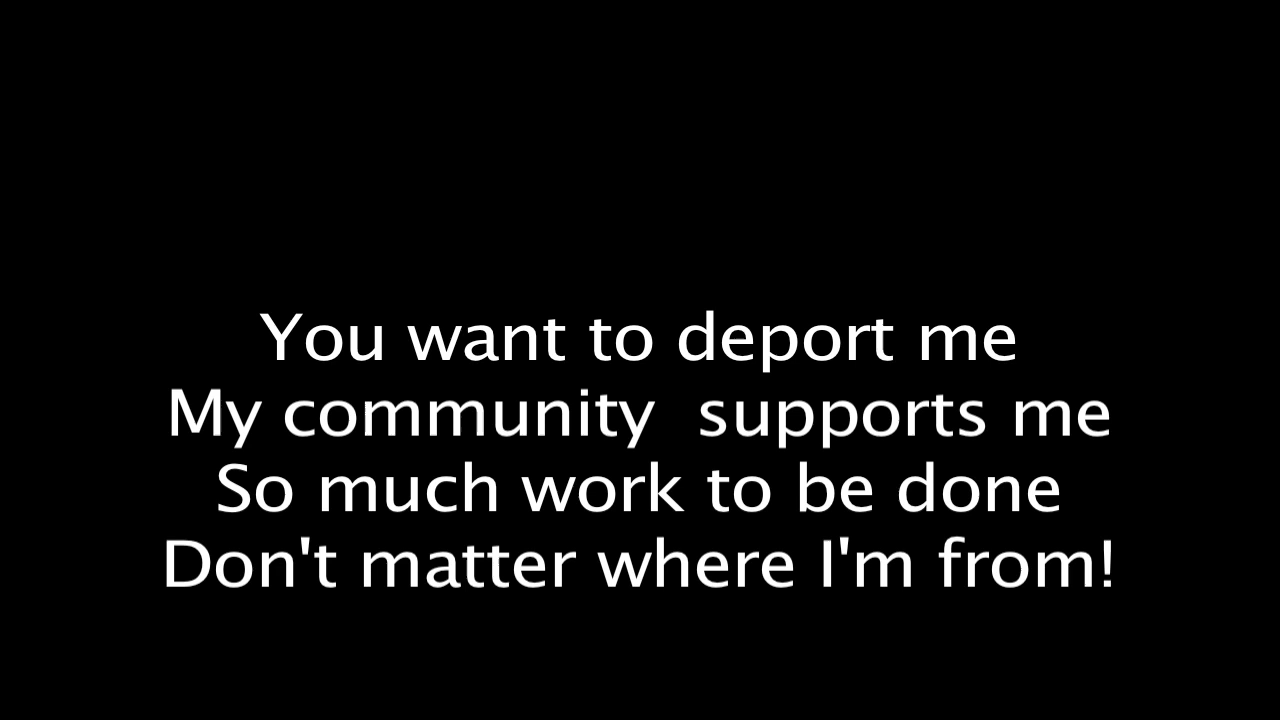 You want to deport me
My community  supports me
So much work to be done
Don't matter where I'm from!